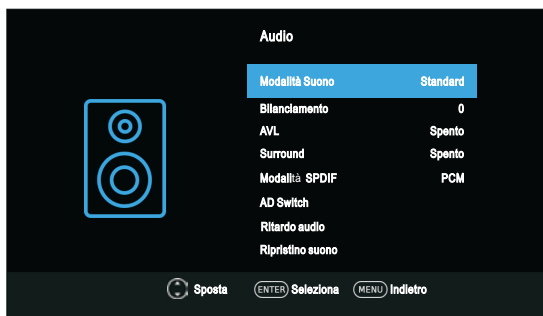 Audio
Modalità Suono Standard
Bilanciamento 0
AVL Spento
Surround Spento
Modalità SPDIF PCM
AD Switch
Ritardo audio
Ripristino suono
Sposta ENTER Seleziona MENU Indietro